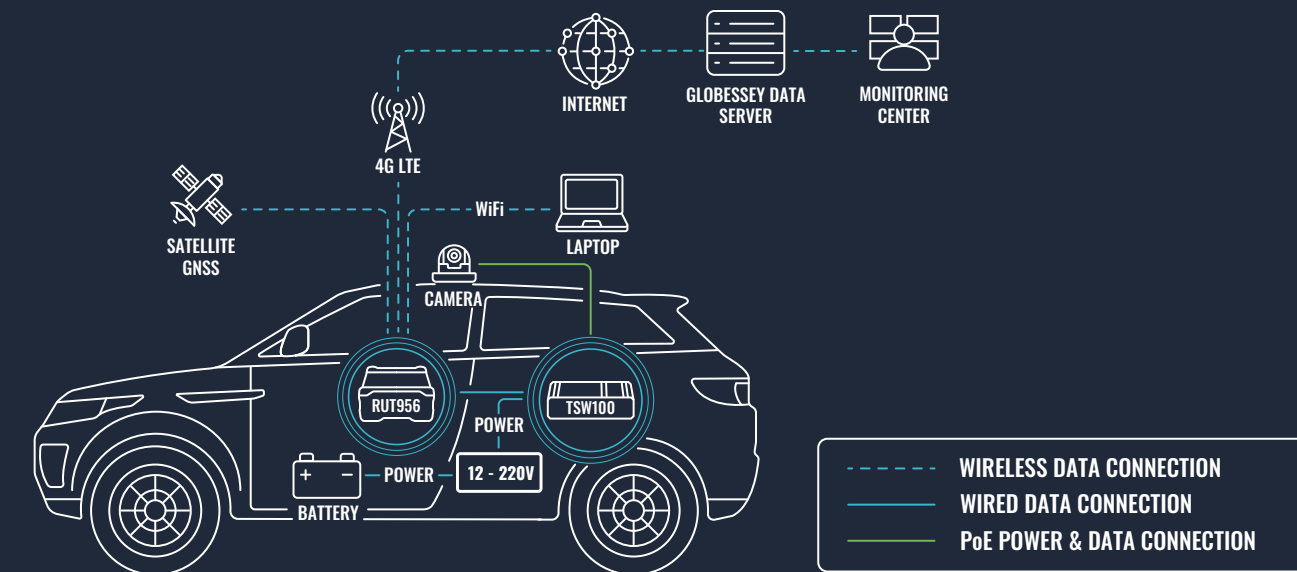 INTERNET
GLOBESSEY DATA
SERVER
MONITORING
CENTER
4G LTE
SATELLITE
GNSS
WiFi
LAPTOP
CAMERA
RUT956
TSW100
POWER
+ -
POWER
12 - 220V
BATTERY
WIRELESS DATA CONNECTION
WIRED DATA CONNECTION
PoE POWER & DATA CONNECTION